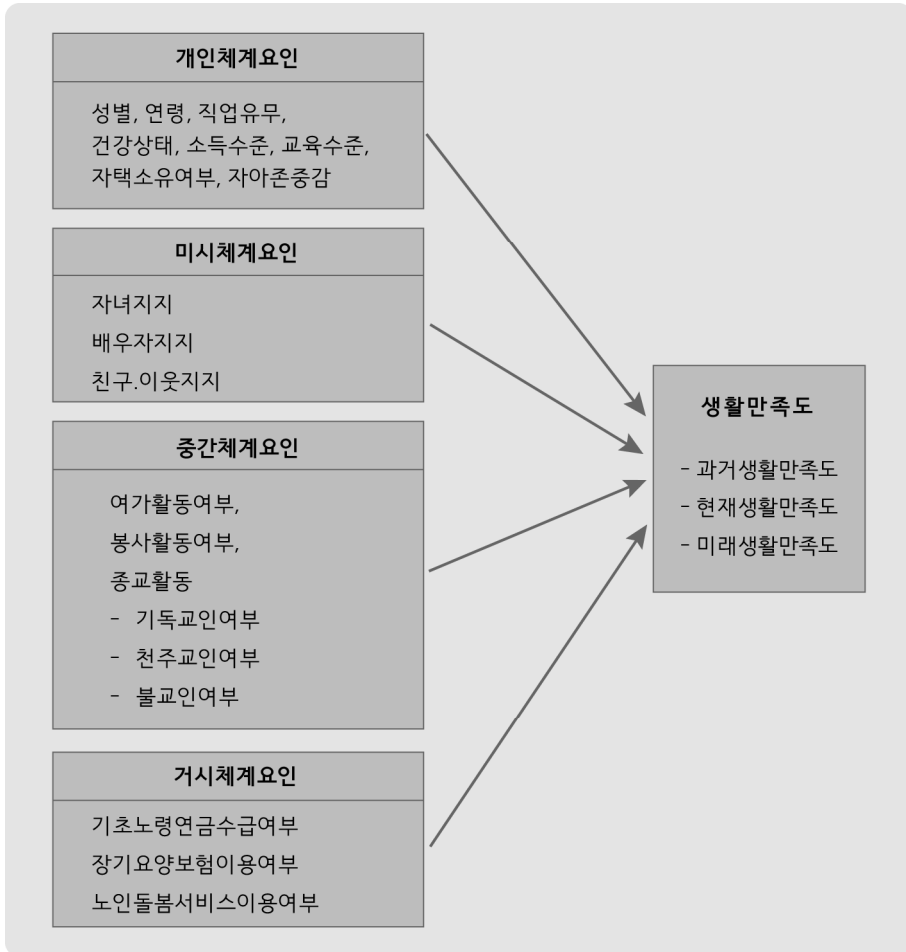 개인체계요인
성별, 연령, 직업유무,
건강상태, 소득수준, 교육수준,
자택소유여부, 자아존중감
미시체계요인
자녀지지
배우자지지
친구.이웃지지
중간체계요인
여가활동여부,
봉사활동여부,
종교활동
- 기독교인여부
- 천주교인여부
- 불교인여부
거시체계요인
기초노령연금수급여부
장기요양보험이용여부
노인돌봄서비스이용여부
생활만족도
- 과거생활만족도
- 현재생활만족도
- 미래생활만족도